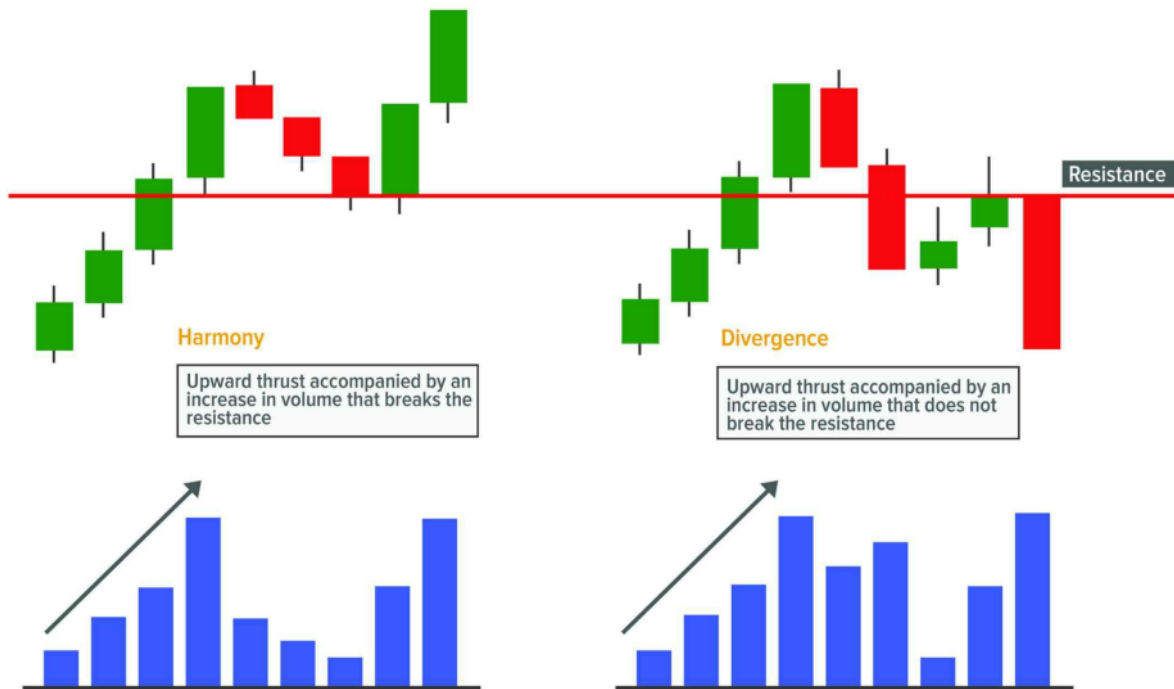 Resistance
Harmony
Upward thrust accompanied by an
increase in volume that breaks the
resistance
Divergence
Upward thrust accompanied by an
increase in volume that does not
break the resistance